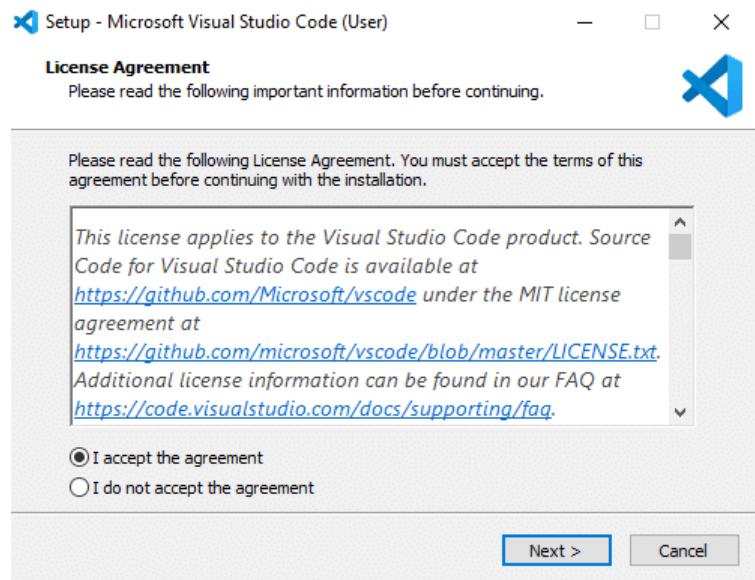 Setup - Microsoft Visual Studio Code (User)
License Agreement
Please read the following important information before continuing.
Please read the following License Agreement. You must accept the terms of this
agreement before continuing with the installation.
This license applies to the Visual Studio Code product. Source
Code for Visual Studio Code is available at
https://github.com/Microsoft/vscode under the MIT license
agreement at
https://github.com/microsoft/vscode/blob/master/LICENSE.txt.
Additional license information can be found in our FAQ at
https://code.visualstudio.com/docs/supporting/faq.
I accept the agreement
I do not accept the agreement
Next >
Cancel